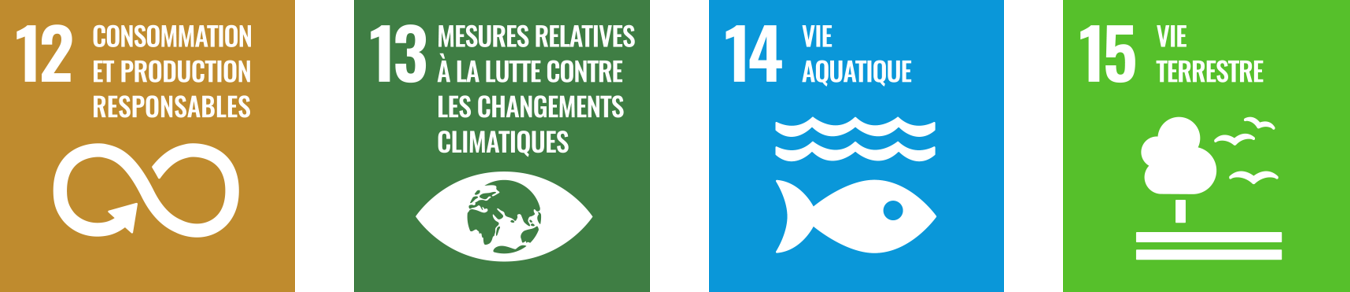 12
CONSOMMATION
ET PRODUCTION
RESPONSABLES
13
MESURES RELATIVES
À LA LUTTE CONTRE
LES CHANGEMENTS
CLIMATIQUES
14
VIE
AQUATIQUE
15
VIE
TERRESTRE